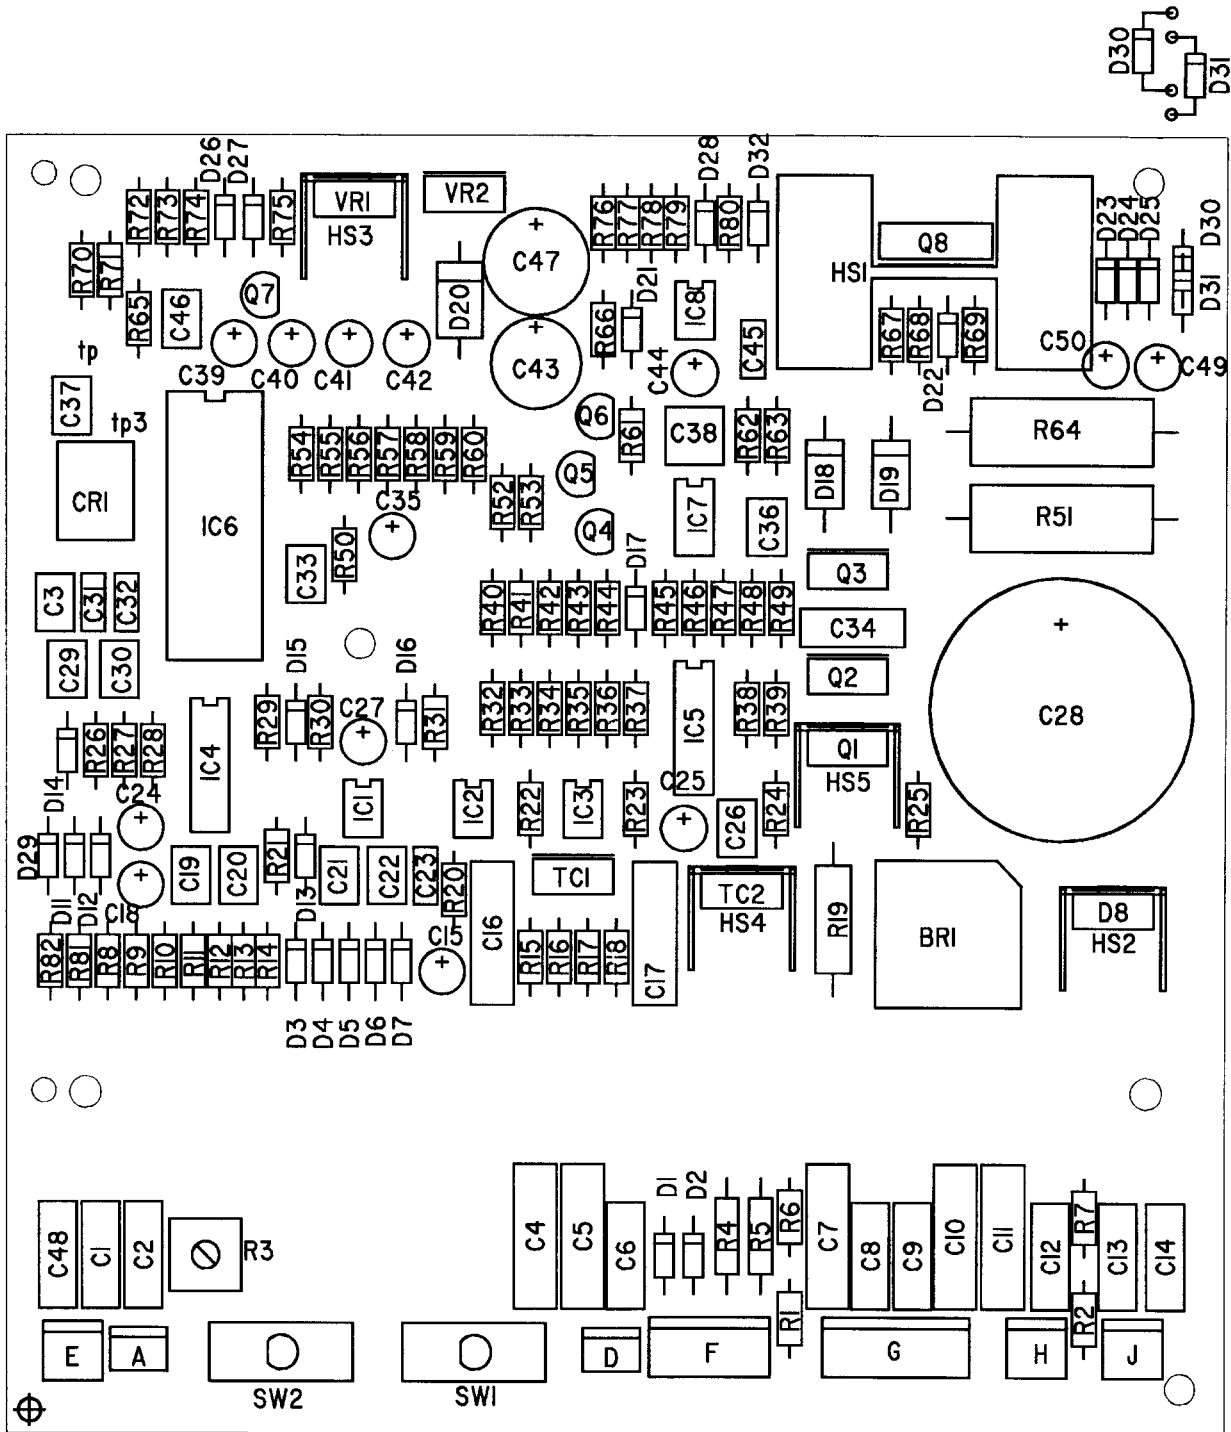 D30
D31
D26
D27
D28
D32
R72
R73
R74
R75
VR1
HS3
VR2
C47
R76
R77
R78
R79
R80
Q8
HS1
D23
D24
D25
D30
D31
R70
R71
R65
C46
Q7
D20
D21
R66
IC8
C45
R67
R68
D22
R69
C50
C49
tp
C39
C40
C41
C42
C43
C44
C37
tp3
CR1
IC6
R54
R55
R56
R57
R58
R59
R60
Q6
R61
C38
R62
R63
D18
D19
R64
C35
R52
R53
Q5
Q4
IC7
C36
R51
R50
C33
D17
Q3
C3
C31
C32
R40
R41
R42
R43
R44
R45
R46
R47
R48
R49
C34
C29
C30
D15
D16
Q2
R29
R30
C27
R31
R32
R33
R34
R35
R36
R37
IC5
R38
R39
C28
R26
R27
R28
IC4
Q1
HS5
D14
C24
IC1
IC2
R22
IC3
R23
C25
C26
R24
R25
D29
D11
D12
C18
C19
C20
R21
D13
C21
C22
C23
R20
C16
TC1
C17
TC2
HS4
R19
BR1
D8
HS2
R82
R81
R8
R9
R10
R11
R12
R13
R14
C15
R15
R16
R17
R18
D3
D4
D5
D6
D7
C48
C1
C2
R3
C4
C5
C6
D1
D2
R4
R5
R6
C7
C8
C9
C10
C11
C12
R7
C13
C14
E
A
SW2
SW1
D
F
R1
G
H
R2
J